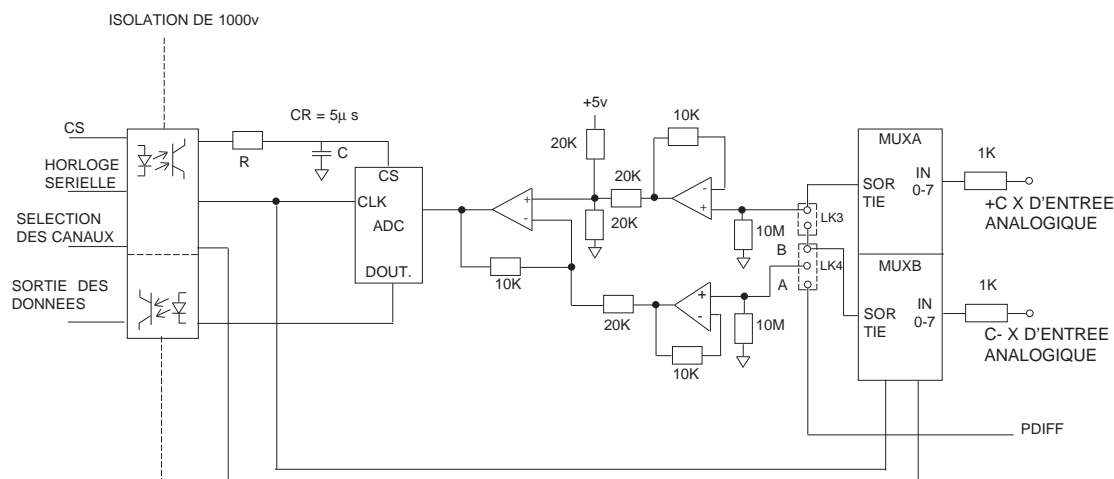 ISOLATION DE 1000v
CS
HORLOGE
SERIELLE
SELECTION
DES CANAUX
SORTIE DES
DONNEES
R
CR = 5μ s
C
CS
CLK
ADC
DOUT.
10K
+
-
+5v
20K
20K
20K
10K
-
+
10M
20K
+
-
10K
10M
LK3
B
LK4
A
MUXA
SOR
TIE
IN
0-7
1K
+C X D'ENTREE
ANALOGIQUE
MUXB
SOR
TIE
IN
0-7
1K
C- X D'ENTREE
ANALOGIQUE
PDIFF